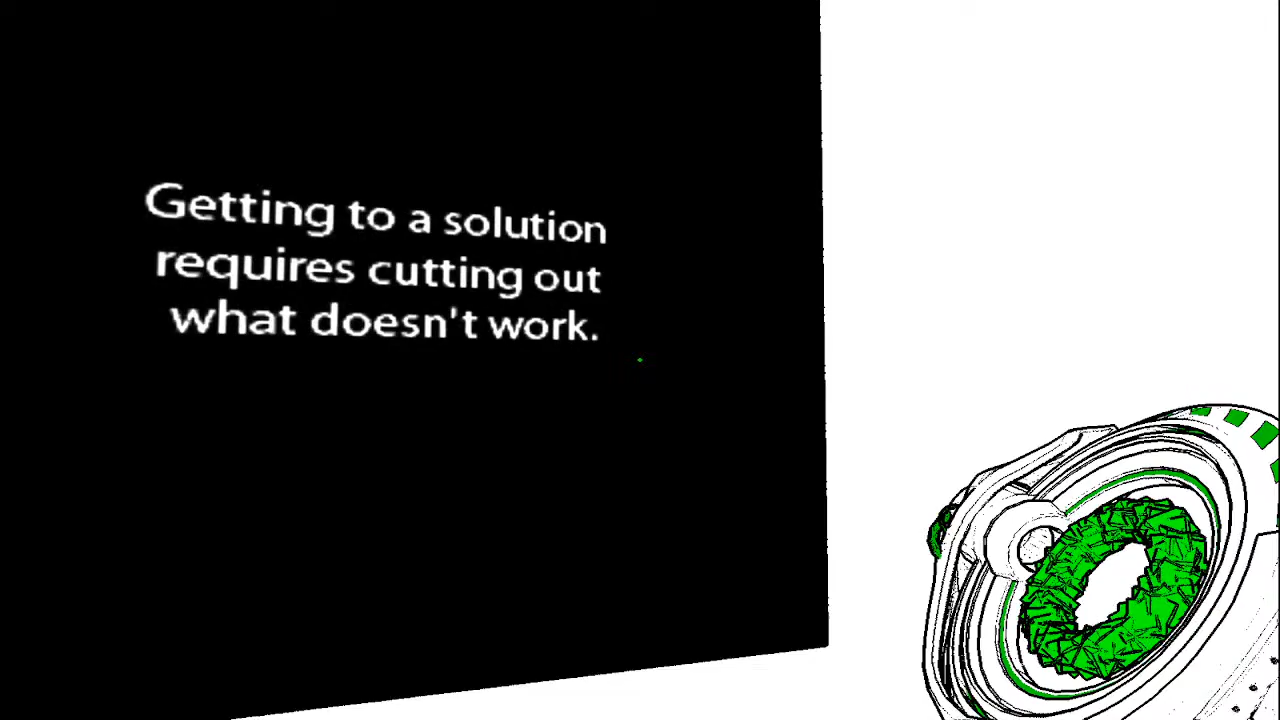 Getting to a solution
requires cutting out
what doesn't work.